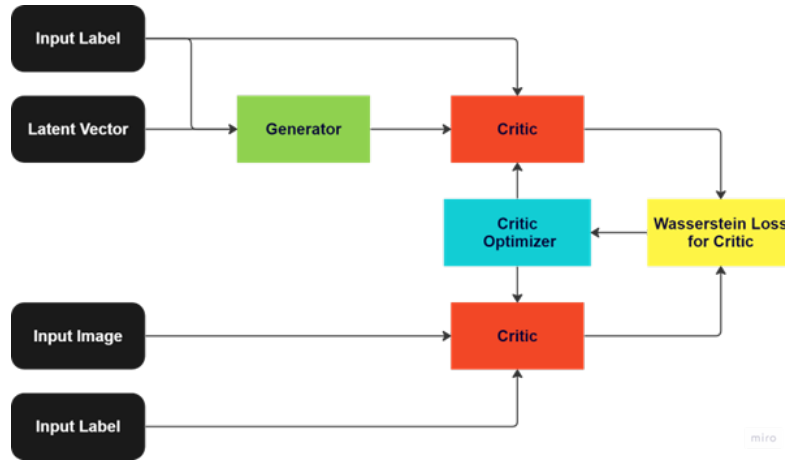 Input Label
Latent Vector
Generator
Critic
Critic
Optimizer
Wasserstein Loss
for Critic
Input Image
Critic
Input Label
miro